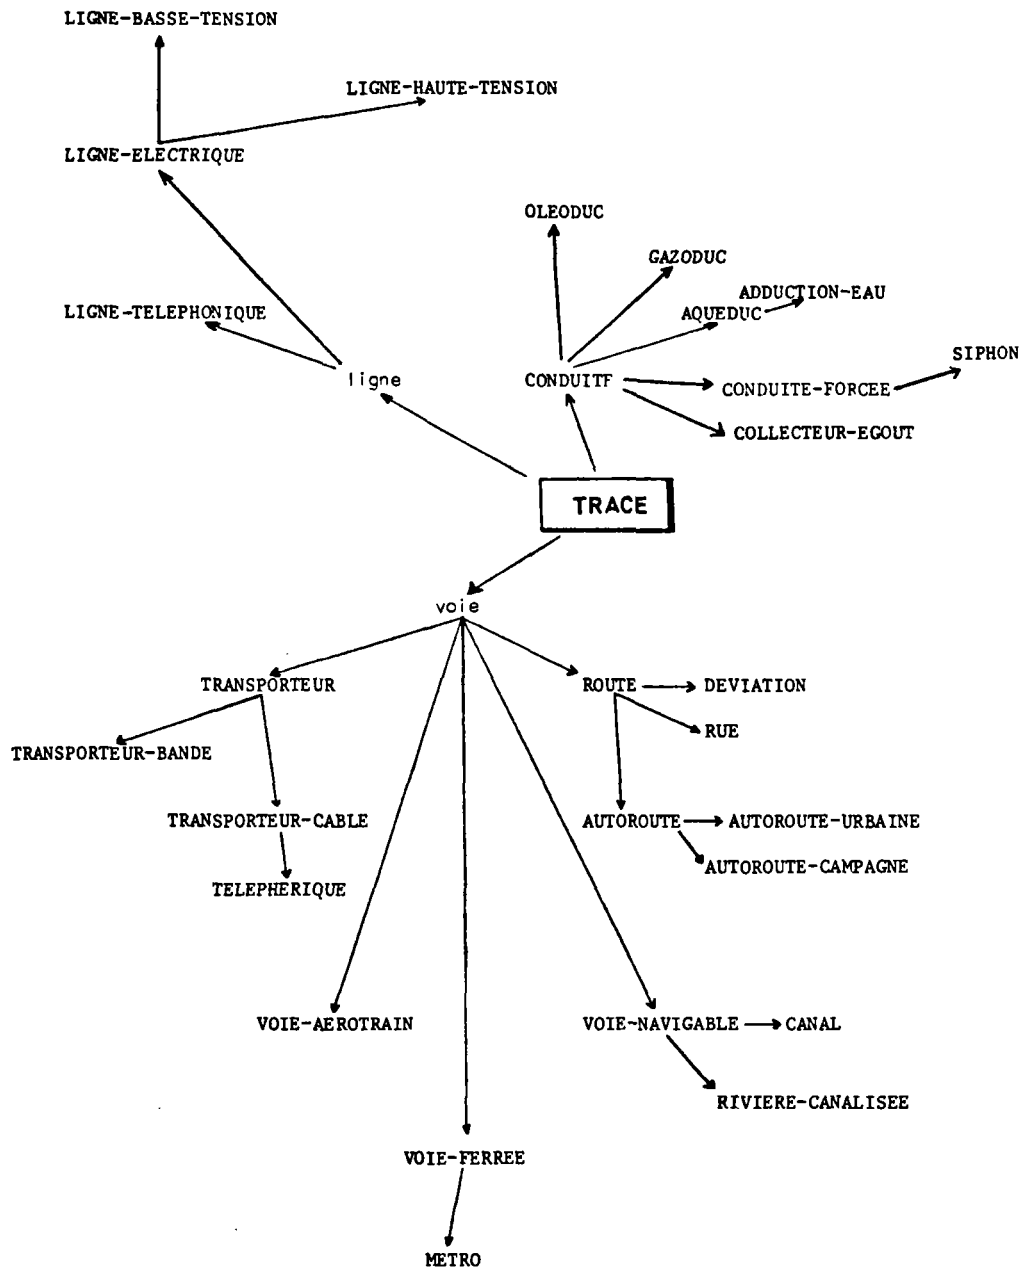 LIGNE-BASSE-TENSION
LIGNE-HAUTE-TENSION
LIGNE-ELECTRIQUE
OLEODUC
GAZODUC
ADDUCTION-EAU
LIGNE-TELEPHONIQUE
AQUEDUC
SIPHON
ligne
CONDUITF
CONDUITE-FORCEE
COLLECTEUR-EGOUT
TRACE
voie
TRANSPORTEUR
ROUTE
DEVIATION
RUE
TRANSPORTEUR-BANDE
TRANSPORTEUR-CABLE
AUTOROUTE
AUTOROUTE-URBAINE
AUTOROUTE-CAMPAGNE
TELEPHERIQUE
VOIE-AEROTRAIN
VOIE-NAVIGABLE
CANAL
RIVIERE-CANALISEE
VOIE-FERREE
METRO